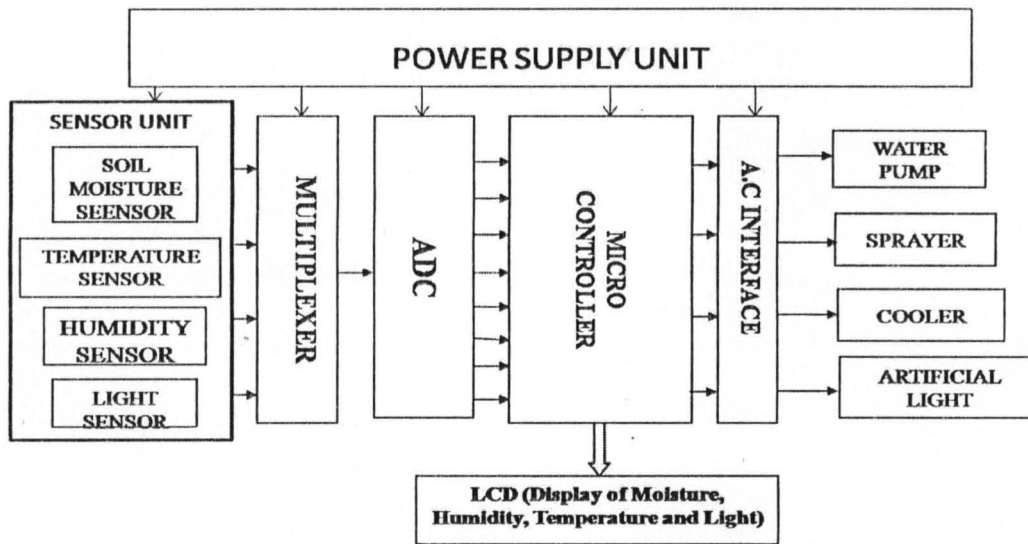 POWER SUPPLY UNIT
SENSOR UNIT
SOIL
MOISTURE
SEENSOR
TEMPERATURE
SENSOR
HUMIDITY
SENSOR
LIGHT
SENSOR
MULTIPLEXER
ADC
MICRO
CONTROLLER
A.C INTERFACE
WATER
PUMP
SPRAYER
COOLER
ARTIFICIAL
LIGHT
LCD (Display of Moisture,
Humidity, Temperature and Light)